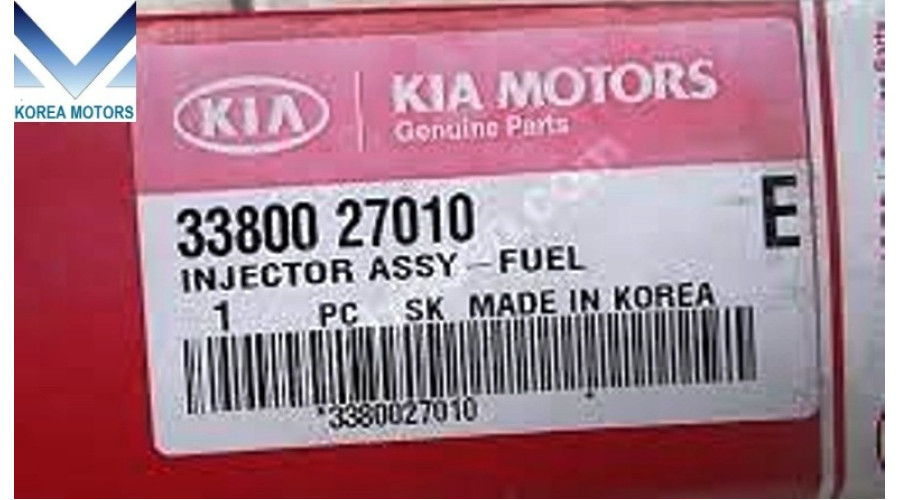 KOREA MOTORS
KIA
KIA MOTORS
Genuine Parts
33800 27010
E
INJECTOR ASSY-FUEL
1 PC SK MADE IN KOREA
*3380027010 *